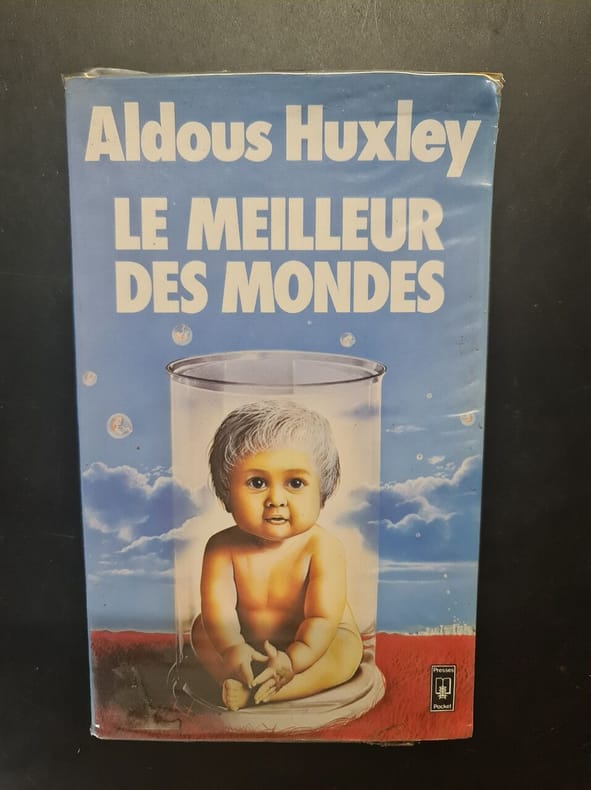 Aldous Huxley
LE MEILLEUR
DES MONDES
Presses
Pocket